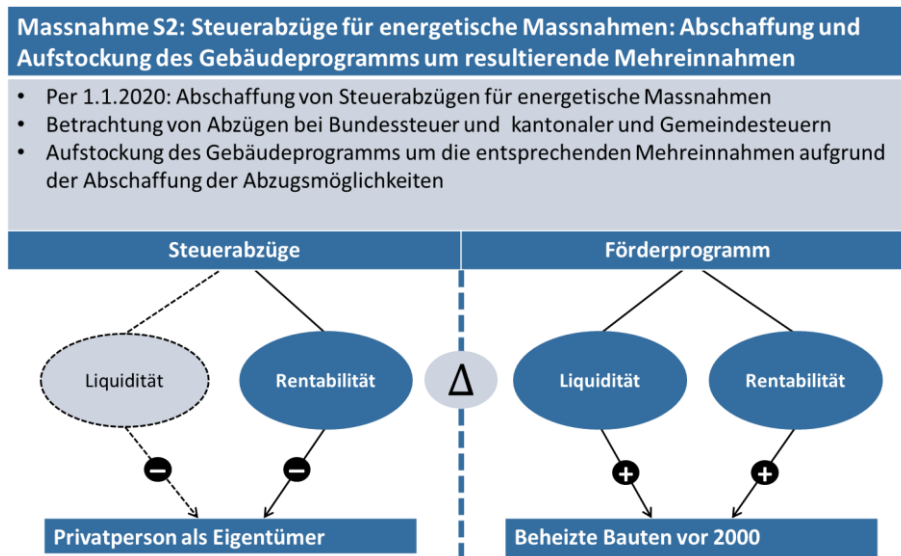 Massnahme S2: Steuerabzüge für energetische Massnahmen: Abschaffung und
Aufstockung des Gebäudeprogramms um resultierende Mehreinnahmen
• Per 1.1.2020: Abschaffung von Steuerabzügen für energetische Massnahmen
• Betrachtung von Abzügen bei Bundessteuer und kantonaler und Gemeindesteuern
• Aufstockung des Gebäudeprogramms um die entsprechenden Mehreinnahmen aufgrund
der Abschaffung der Abzugsmöglichkeiten
Steuerabzüge
Förderprogramm
Liquidität
Rentabilität
Δ
Liquidität
Rentabilität
−
−
+
+
Privatperson als Eigentümer
Beheizte Bauten vor 2000